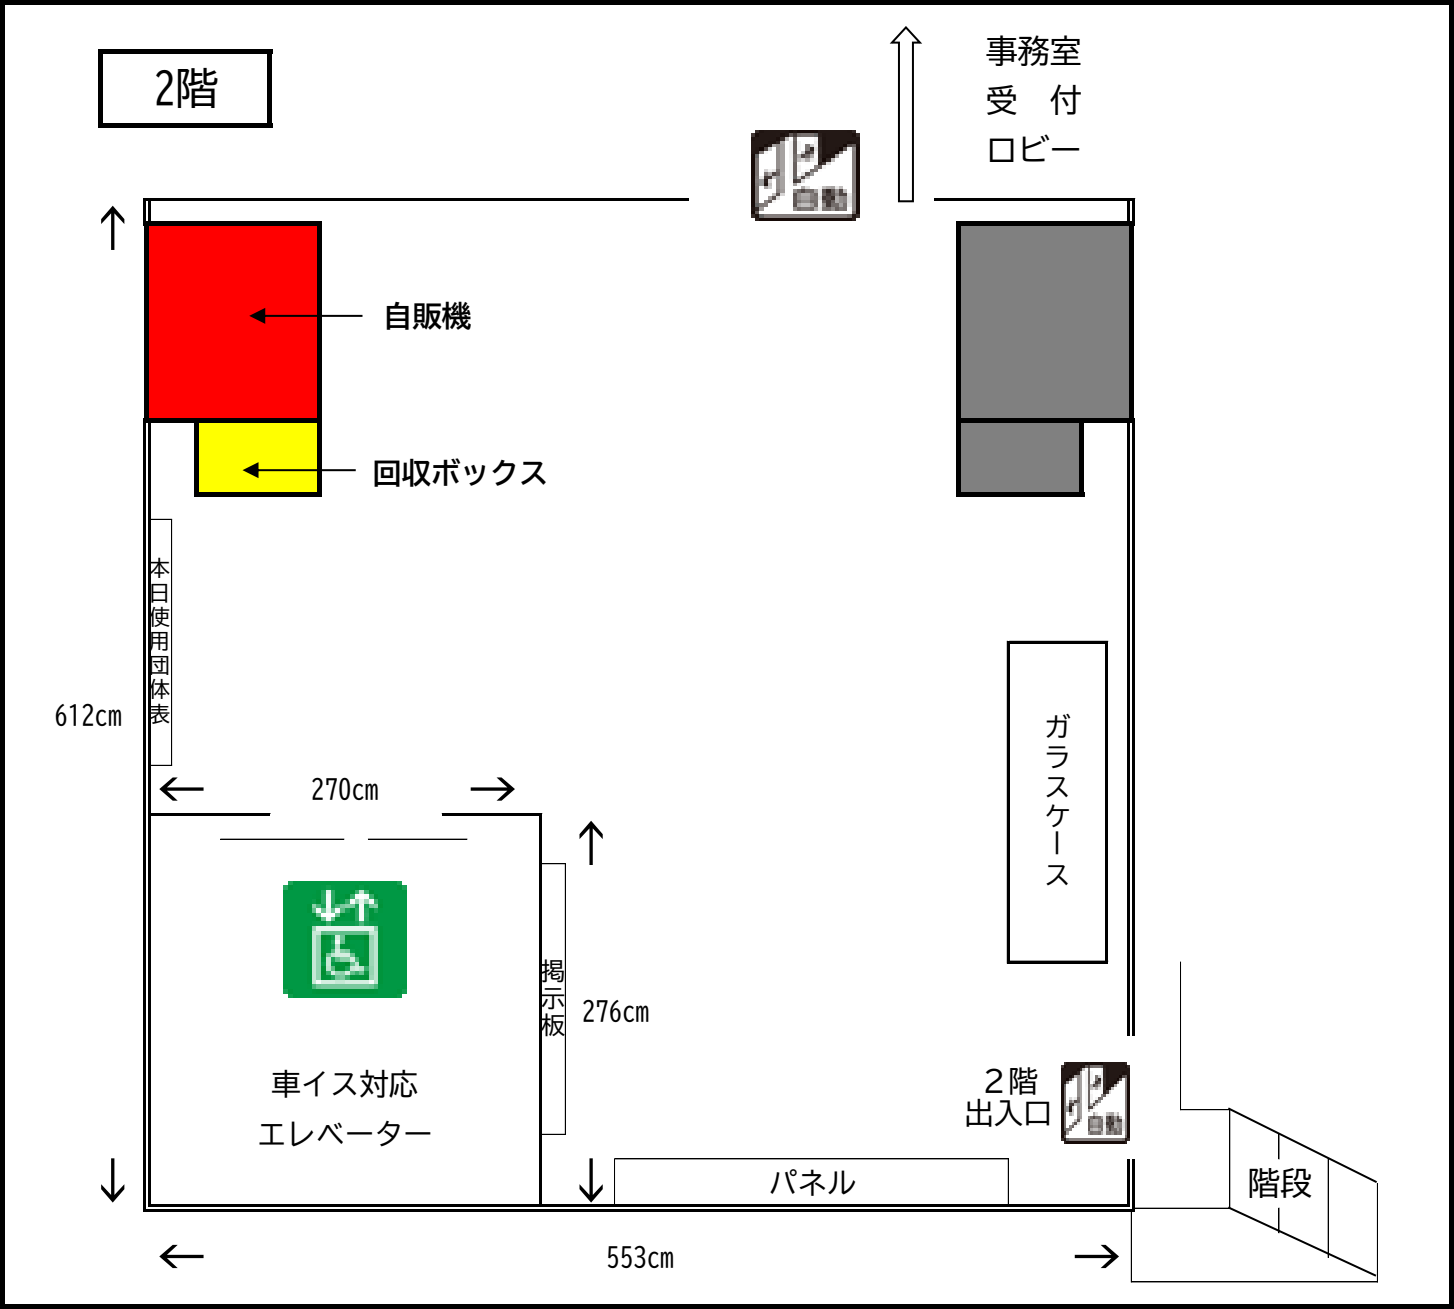 2階
事務室
受　付
ロビー
自動
自販機
回収ボックス
本日使用団体表
612cm
270cm
ガラスケース
掲示板
276cm
車イス対応
エレベーター
２階
出入口
自動
パネル
階段
553cm